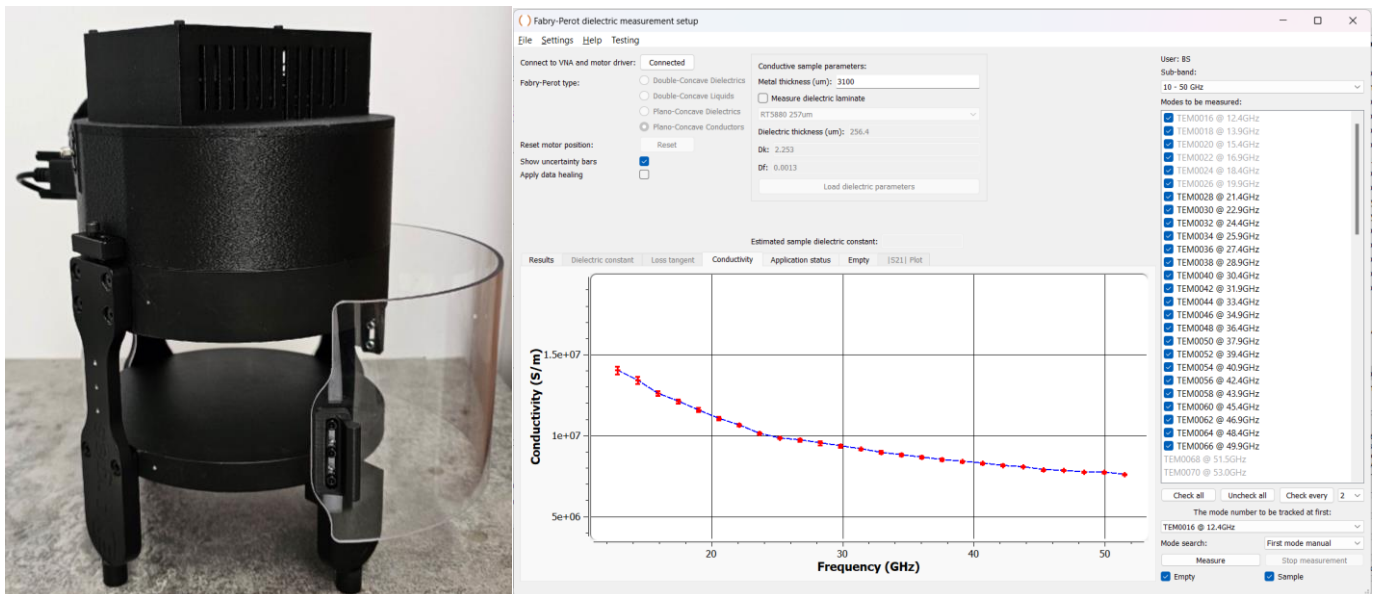 Fabry-Perot dielectric measurement setup
File Settings Help Testing
Connect to VNA and motor driver: Connected
Fabry-Perot type:
Double-Concave Dielectrics
Double-Concave Liquids
Plano-Concave Dielectrics
Plano-Concave Conductors
Reset motor position: Reset
Show uncertainty bars
Apply data healing
Conductive sample parameters:
Metal thickness (um): 3100
Measure dielectric laminate
RT5880 257um
Dielectric thickness (um): 256.4
Dk: 2.253
Df: 0.0013
Load dielectric parameters
Estimated sample dielectric constant:
Results Dielectric constant Loss tangent Conductivity Application status Empty |S21| Plot
Conductivity (S/m)
1.5e+07
1e+07
5e+06
20 30 40 50
Frequency (GHz)
User: BS
Sub-band:
10 - 50 GHz
Modes to be measured:
TEM0016 @ 12.4GHz
TEM0018 @ 13.9GHz
TEM0020 @ 15.4GHz
TEM0022 @ 16.9GHz
TEM0024 @ 18.4GHz
TEM0026 @ 19.9GHz
TEM0028 @ 21.4GHz
TEM0030 @ 22.9GHz
TEM0032 @ 24.4GHz
TEM0034 @ 25.9GHz
TEM0036 @ 27.4GHz
TEM0038 @ 28.9GHz
TEM0040 @ 30.4GHz
TEM0042 @ 31.9GHz
TEM0044 @ 33.4GHz
TEM0046 @ 34.9GHz
TEM0048 @ 36.4GHz
TEM0050 @ 37.9GHz
TEM0052 @ 39.4GHz
TEM0054 @ 40.9GHz
TEM0056 @ 42.4GHz
TEM0058 @ 43.9GHz
TEM0060 @ 45.4GHz
TEM0062 @ 46.9GHz
TEM0064 @ 48.4GHz
TEM0066 @ 49.9GHz
TEM0068 @ 51.5GHz
TEM0070 @ 53.0GHz
Check all Uncheck all Check every 2
The mode number to be tracked at first:
TEM0016 @ 12.4GHz
Mode search: First mode manual
Measure Stop measurement
Empty Sample